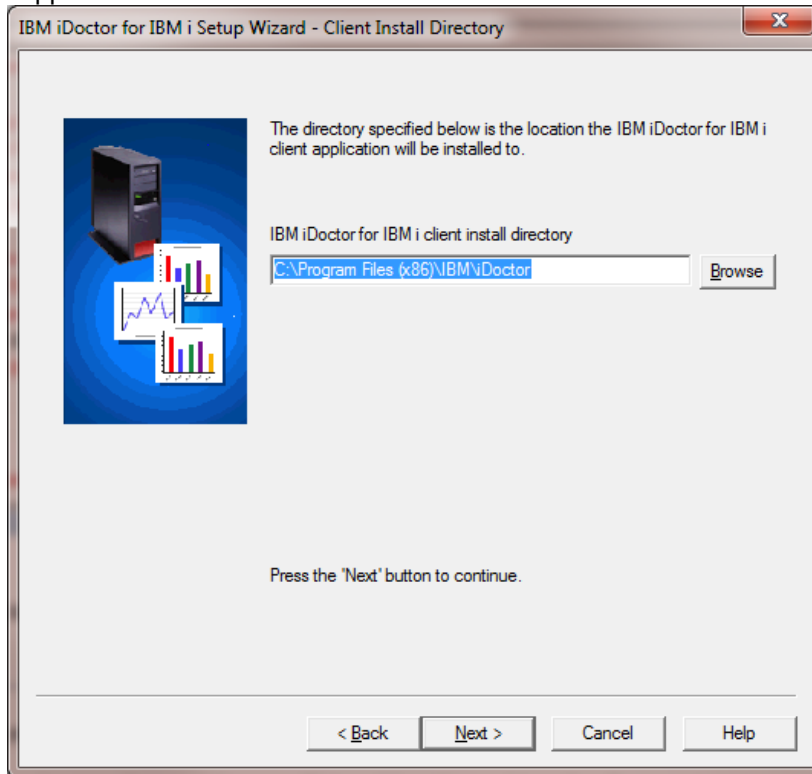 IBM iDoctor for IBM i Setup Wizard - Client Install Directory
The directory specified below is the location the IBM iDoctor for IBM i
client application will be installed to.
IBM iDoctor for IBM i client install directory
C:\Program Files (x86)\IBM\iDoctor
Browse
Press the 'Next' button to continue.
< Back
Next >
Cancel
Help